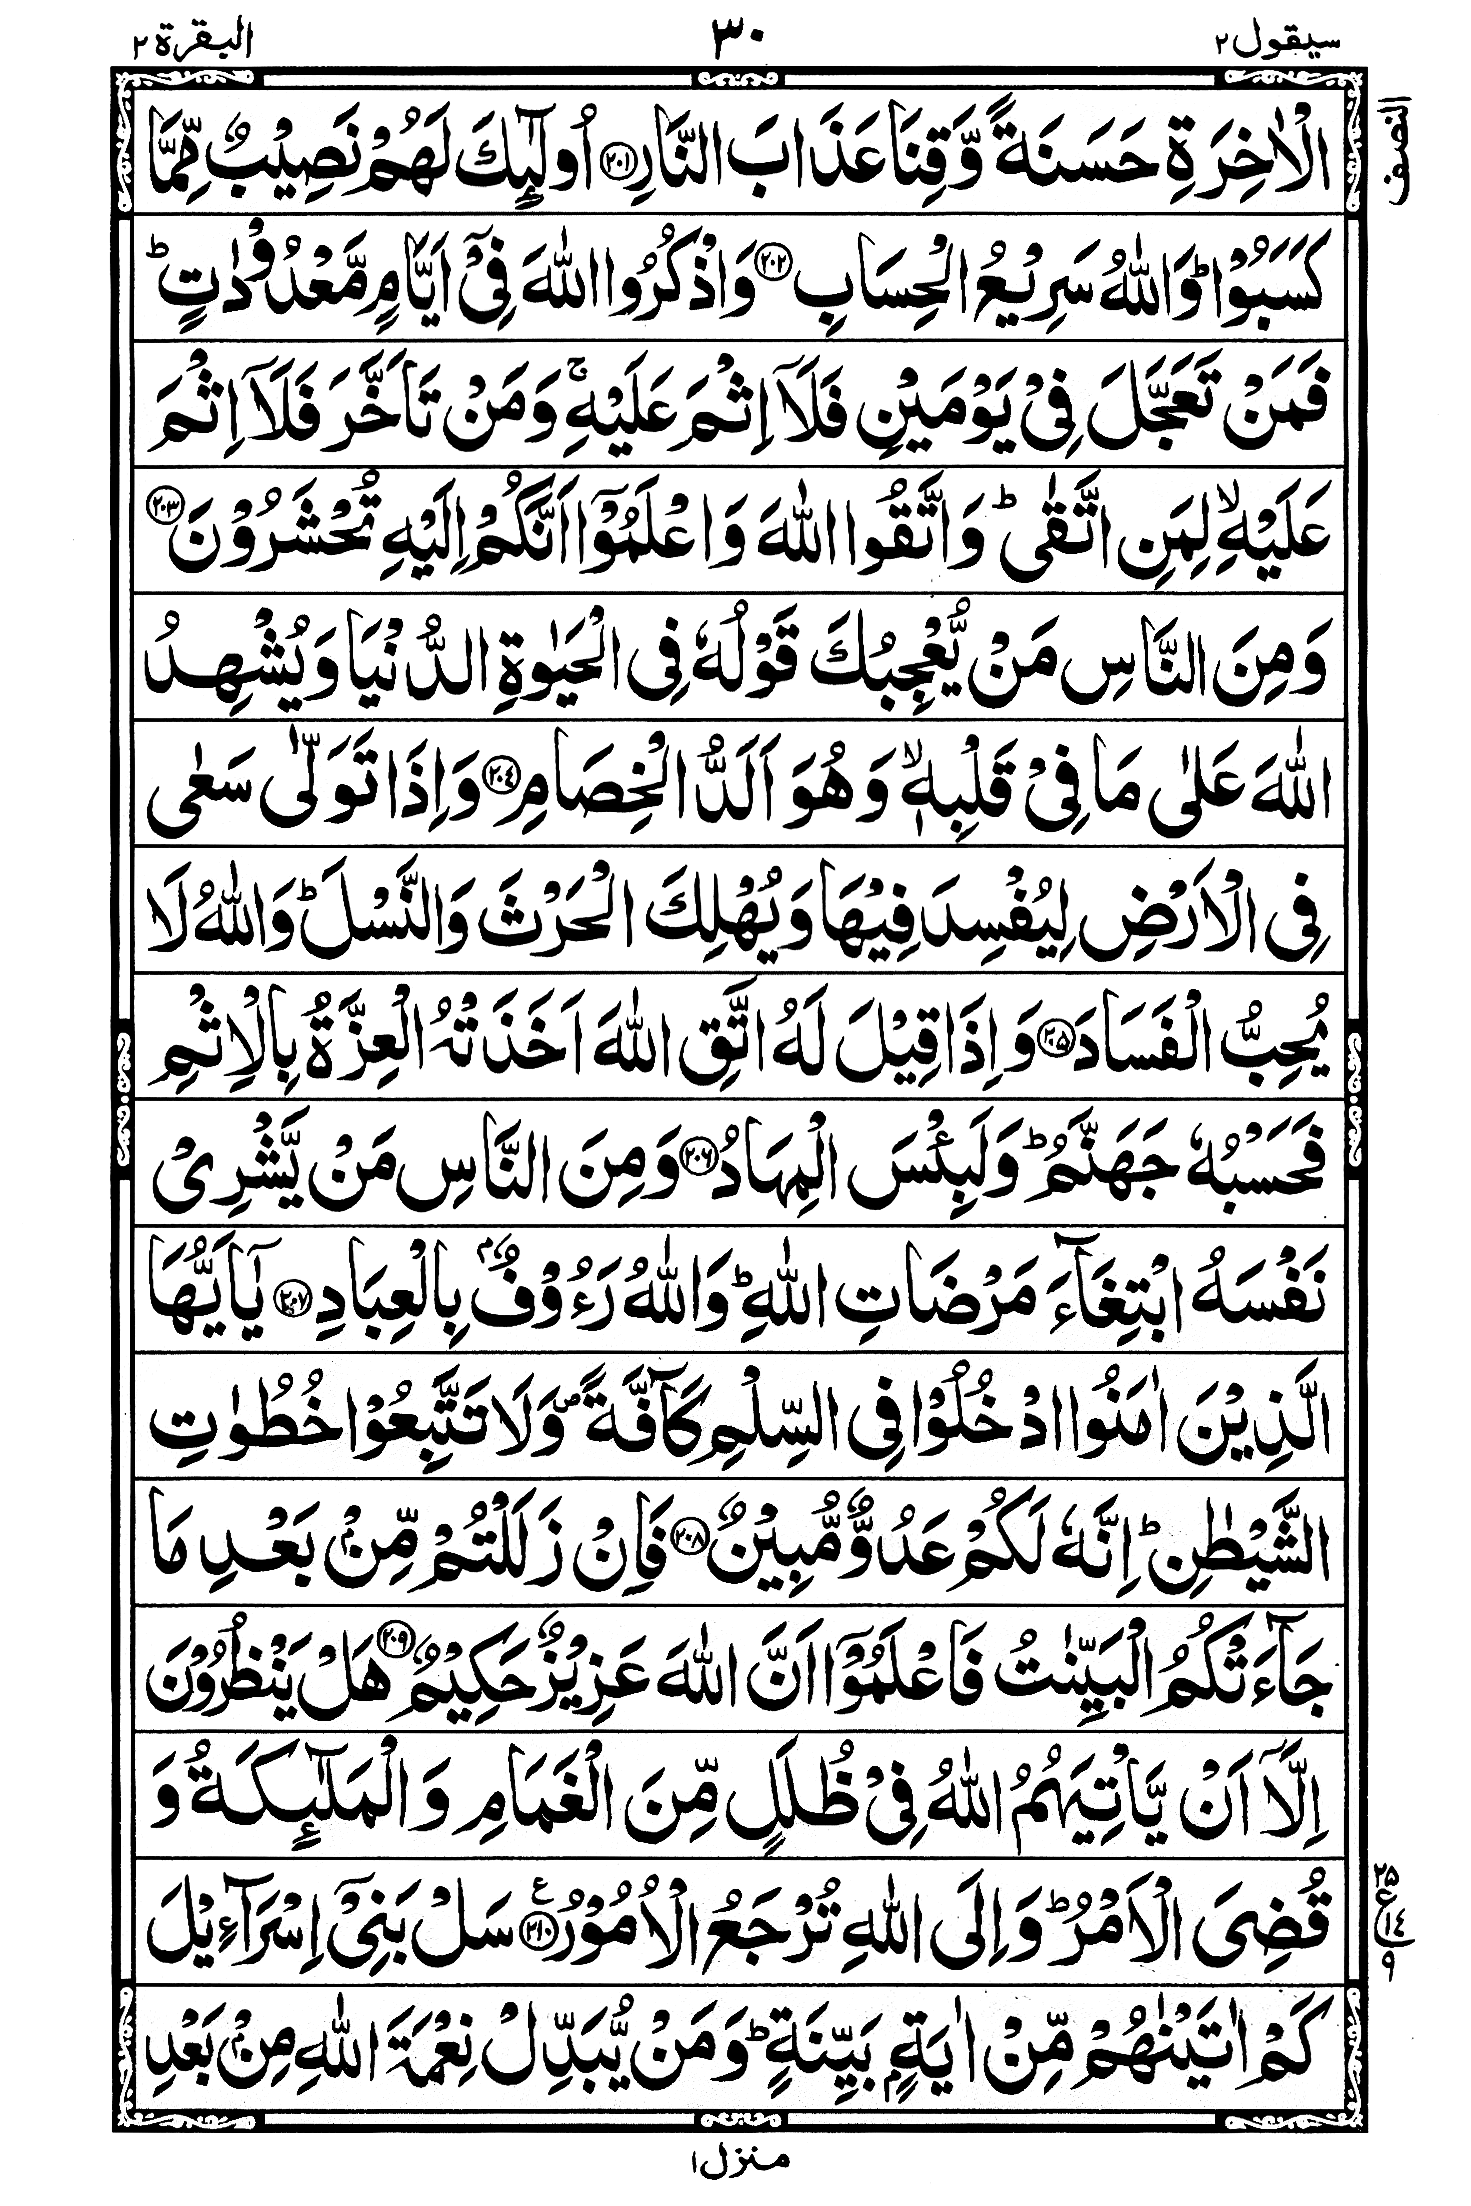 سيقول ٢ ٣٠ البقرة ٢
النصف
الْاٰخِرَةِ حَسَنَةً وَّقِنَا عَذَابَ النَّارِ ﴿٢٠١﴾ اُولٰٓئِكَ لَهُمْ نَصِيْبٌ مِّمَّا
كَسَبُوْا ؕ وَاللّٰهُ سَرِيْعُ الْحِسَابِ ﴿٢٠٢﴾ وَاذْكُرُوا اللّٰهَ فِيْٓ اَيَّامٍ مَّعْدُوْدٰتٍ ؕ
فَمَنْ تَعَجَّلَ فِيْ يَوْمَيْنِ فَلَآ اِثْمَ عَلَيْهِ ۚ وَمَنْ تَاَخَّرَ فَلَآ اِثْمَ
عَلَيْهِ ۙ لِمَنِ اتَّقٰى ؕ وَاتَّقُوا اللّٰهَ وَاعْلَمُوْٓا اَنَّكُمْ اِلَيْهِ تُحْشَرُوْنَ ﴿٢٠٣﴾
وَمِنَ النَّاسِ مَنْ يُّعْجِبُكَ قَوْلُهٗ فِى الْحَيٰوةِ الدُّنْيَا وَيُشْهِدُ
اللّٰهَ عَلٰى مَا فِيْ قَلْبِهٖ ۙ وَهُوَ اَلَدُّ الْخِصَامِ ﴿٢٠٤﴾ وَاِذَا تَوَلّٰى سَعٰى
فِى الْاَرْضِ لِيُفْسِدَ فِيْهَا وَيُهْلِكَ الْحَرْثَ وَالنَّسْلَ ؕ وَاللّٰهُ لَا
يُحِبُّ الْفَسَادَ ﴿٢٠٥﴾ وَاِذَا قِيْلَ لَهُ اتَّقِ اللّٰهَ اَخَذَتْهُ الْعِزَّةُ بِالْاِثْمِ
فَحَسْبُهٗ جَهَنَّمُ ؕ وَلَبِئْسَ الْمِهَادُ ﴿٢٠٦﴾ وَمِنَ النَّاسِ مَنْ يَّشْرِيْ
نَفْسَهُ ابْتِغَآءَ مَرْضَاتِ اللّٰهِ ؕ وَاللّٰهُ رَءُوْفٌۢ بِالْعِبَادِ ﴿٢٠٧﴾ يٰٓاَيُّهَا
الَّذِيْنَ اٰمَنُوا ادْخُلُوْا فِى السِّلْمِ كَآفَّةً ۪ وَلَا تَتَّبِعُوْا خُطُوٰتِ
الشَّيْطٰنِ ؕ اِنَّهٗ لَكُمْ عَدُوٌّ مُّبِيْنٌ ﴿٢٠٨﴾ فَاِنْ زَلَلْتُمْ مِّنْۢ بَعْدِ مَا
جَآءَتْكُمُ الْبَيِّنٰتُ فَاعْلَمُوْٓا اَنَّ اللّٰهَ عَزِيْزٌ حَكِيْمٌ ﴿٢٠٩﴾ هَلْ يَنْظُرُوْنَ
اِلَّآ اَنْ يَّاْتِيَهُمُ اللّٰهُ فِيْ ظُلَلٍ مِّنَ الْغَمَامِ وَالْمَلٰٓئِكَةُ وَ
قُضِىَ الْاَمْرُ ؕ وَاِلَى اللّٰهِ تُرْجَعُ الْاُمُوْرُ ﴿٢١٠﴾ ع سَلْ بَنِيْٓ اِسْرَآءِيْلَ
٢٥
ع ١٤
٩
كَمْ اٰتَيْنٰهُمْ مِّنْ اٰيَةٍۢ بَيِّنَةٍ ؕ وَمَنْ يُّبَدِّلْ نِعْمَةَ اللّٰهِ مِنْۢ بَعْدِ
منزل ١